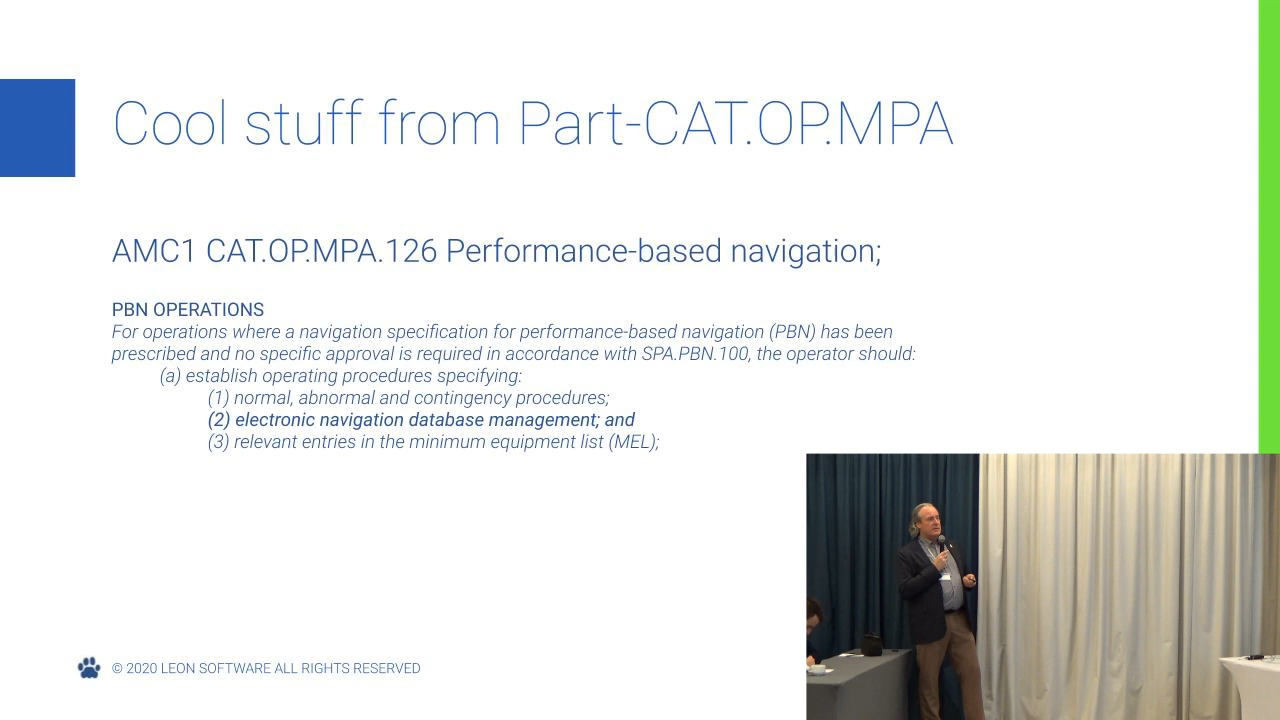 Cool stuff from Part-CAT.OP.MPA
AMC1 CAT.OP.MPA.126 Performance-based navigation;
PBN OPERATIONS
For operations where a navigation specification for performance-based navigation (PBN) has been
prescribed and no specific approval is required in accordance with SPA.PBN.100, the operator should:
(a) establish operating procedures specifying:
(1) normal, abnormal and contingency procedures;
(2) electronic navigation database management; and
(3) relevant entries in the minimum equipment list (MEL);
© 2020 LEON SOFTWARE ALL RIGHTS RESERVED